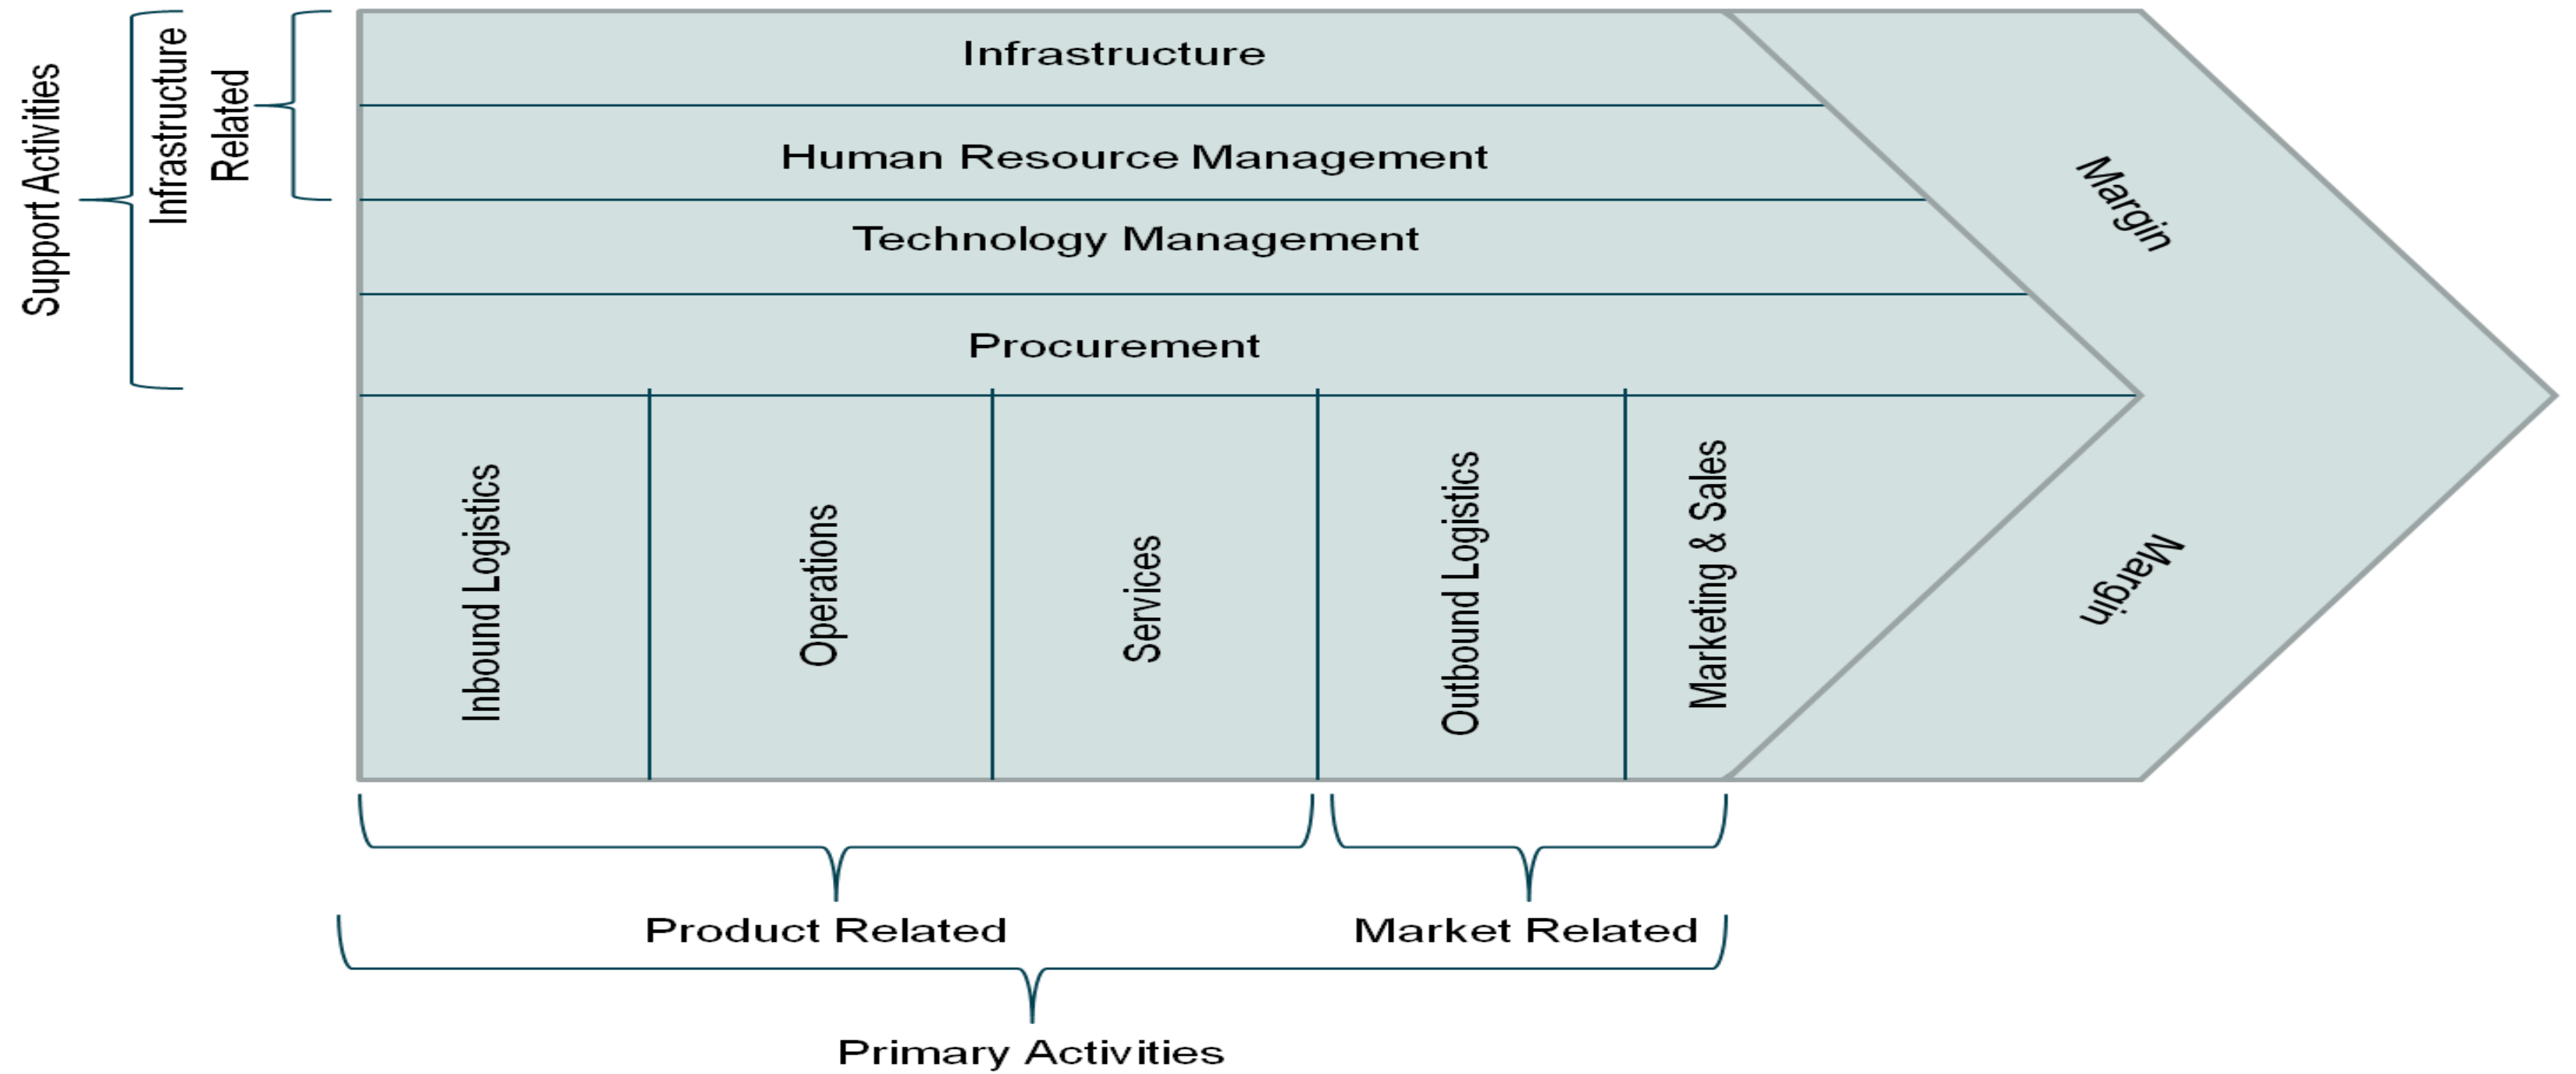 Support Activities
Infrastructure
Related
Infrastructure
Human Resource Management
Technology Management
Procurement
Margin
Inbound Logistics
Operations
Services
Outbound Logistics
Marketing & Sales
Margin
Product Related
Market Related
Primary Activities